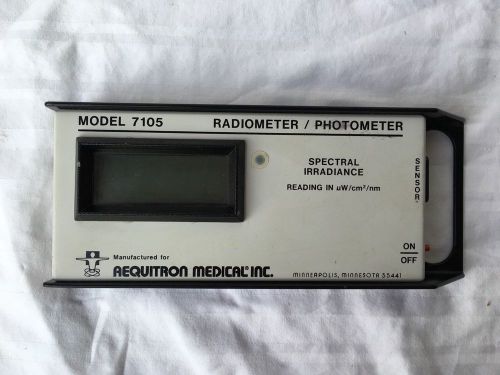 MODEL 7105 RADIOMETER / PHOTOMETER
SPECTRAL
IRRADIANCE
READING IN uW/cm²/nm
SENSOR
ON
OFF
Manufactured for
AEQUITRON MEDICAL INC.
MINNEAPOLIS, MINNESOTA 55441